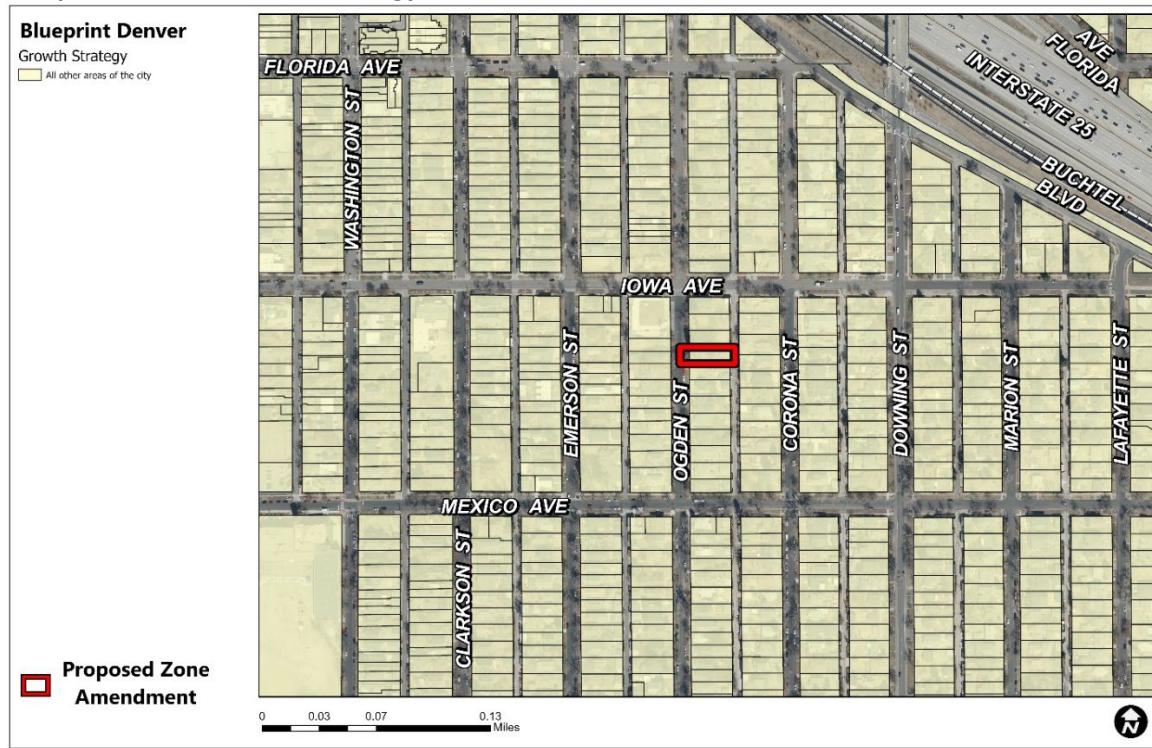 Blueprint Denver
Growth Strategy
All other areas of the city
FLORIDA AVE
AVE
FLORIDA
INTERSTATE 25
WASHINGTON ST
BUCHTEL
BLVD
IOWA AVE
EMERSON ST
OGDEN ST
CORONA ST
DOWNING ST
MARION ST
LAFAYETTE ST
MEXICO AVE
CLARKSON ST
Proposed Zone
Amendment
0 0.03 0.07 0.13
Miles
N